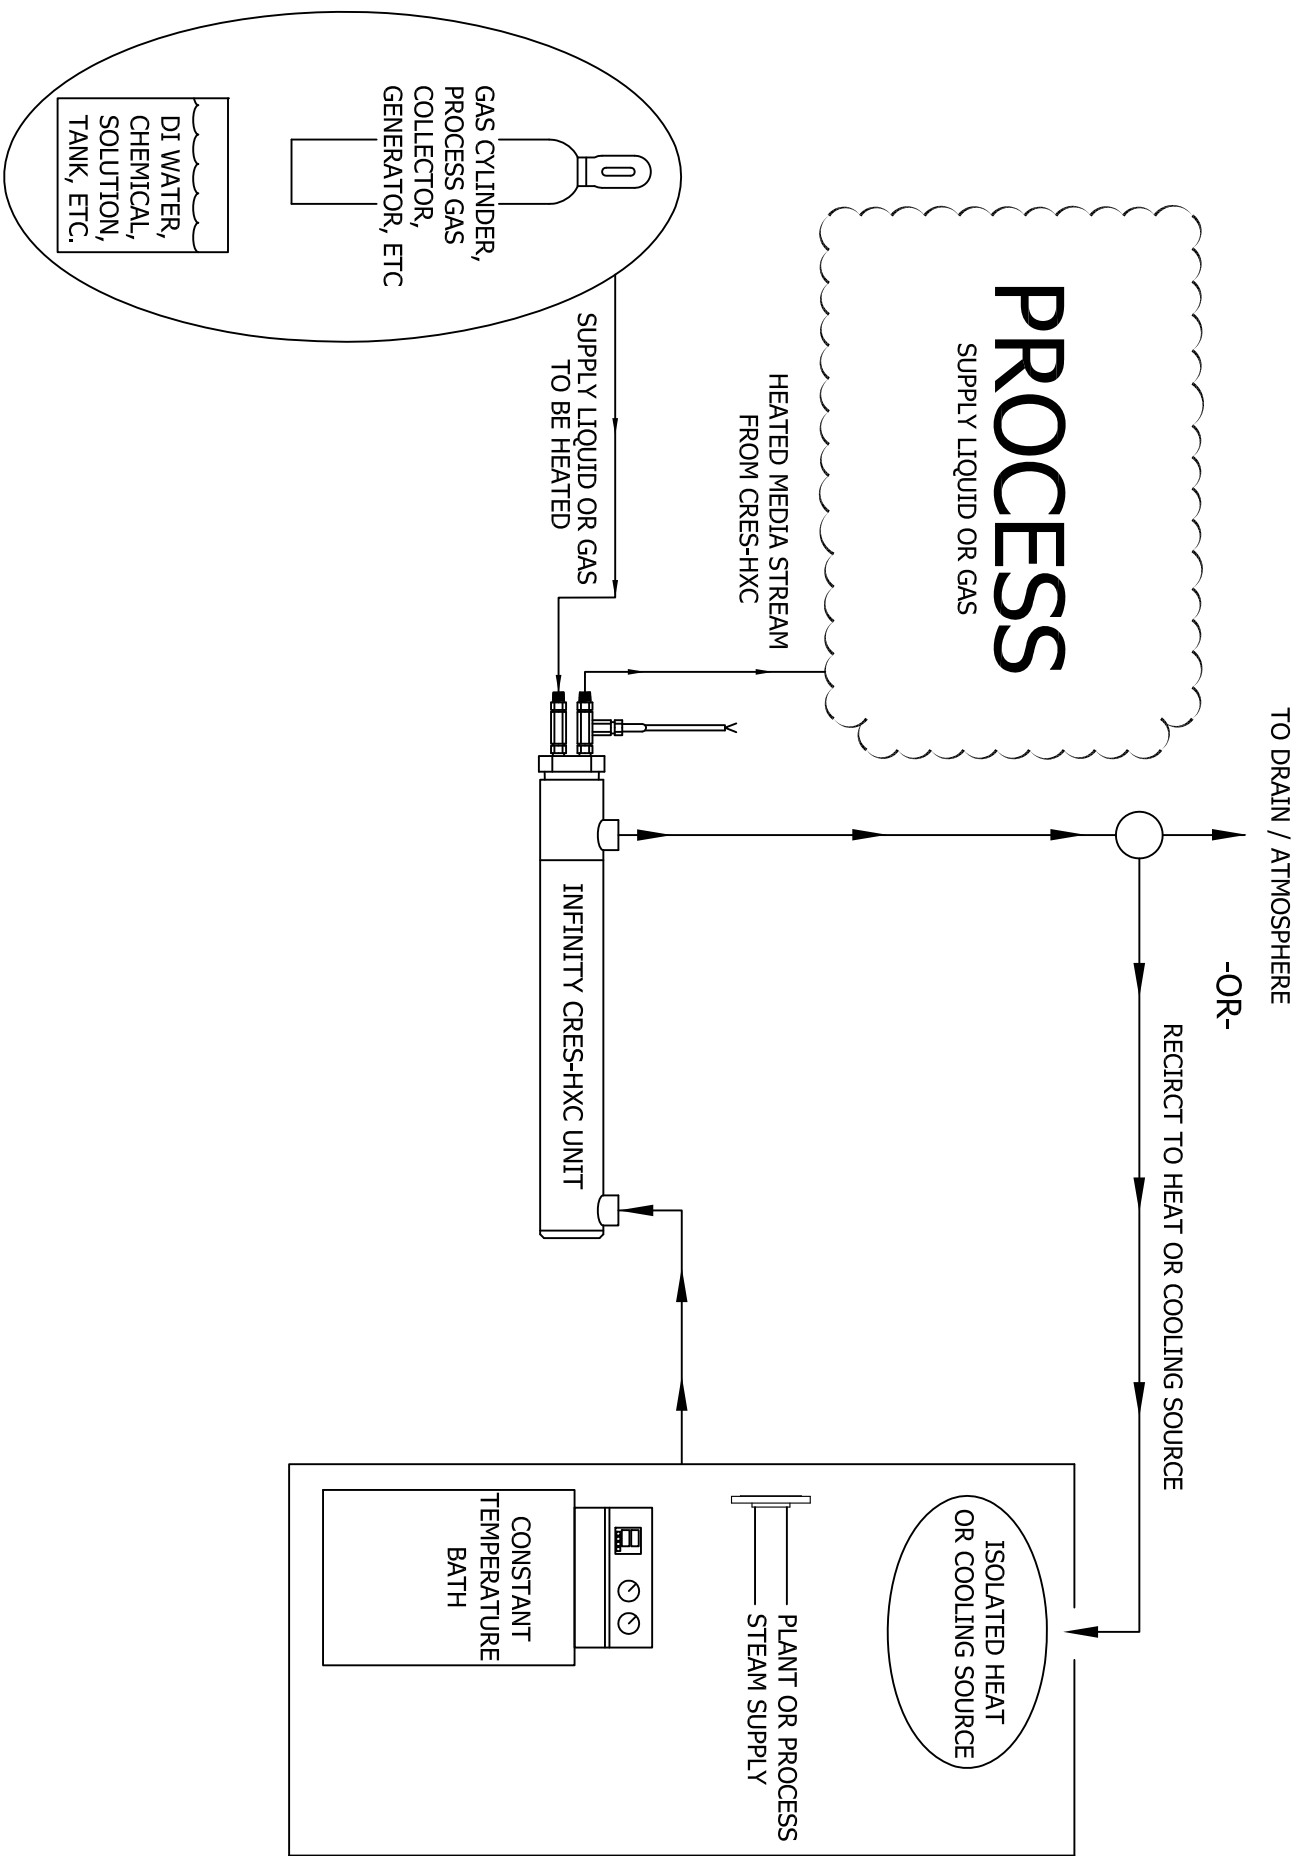 TO DRAIN / ATMOSPHERE
-OR-
RECIRCT TO HEAT OR COOLING SOURCE
PROCESS
SUPPLY LIQUID OR GAS
HEATED MEDIA STREAM
FROM CRES-HXC
ISOLATED HEAT
OR COOLING SOURCE
PLANT OR PROCESS
STEAM SUPPLY
SUPPLY LIQUID OR GAS
TO BE HEATED
INFINITY CRES-HXC UNIT
CONSTANT
TEMPERATURE
BATH
GAS CYLINDER,
PROCESS GAS
COLLECTOR,
GENERATOR, ETC
DI WATER,
CHEMICAL,
SOLUTION,
TANK, ETC.